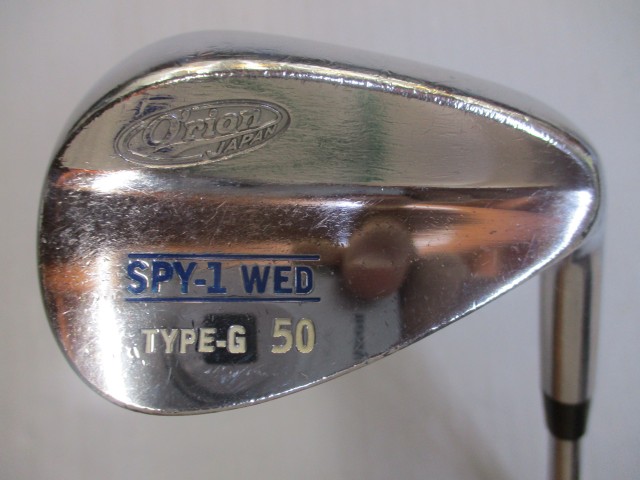 Orion
JAPAN
SPY-1 WED
TYPE-G 50